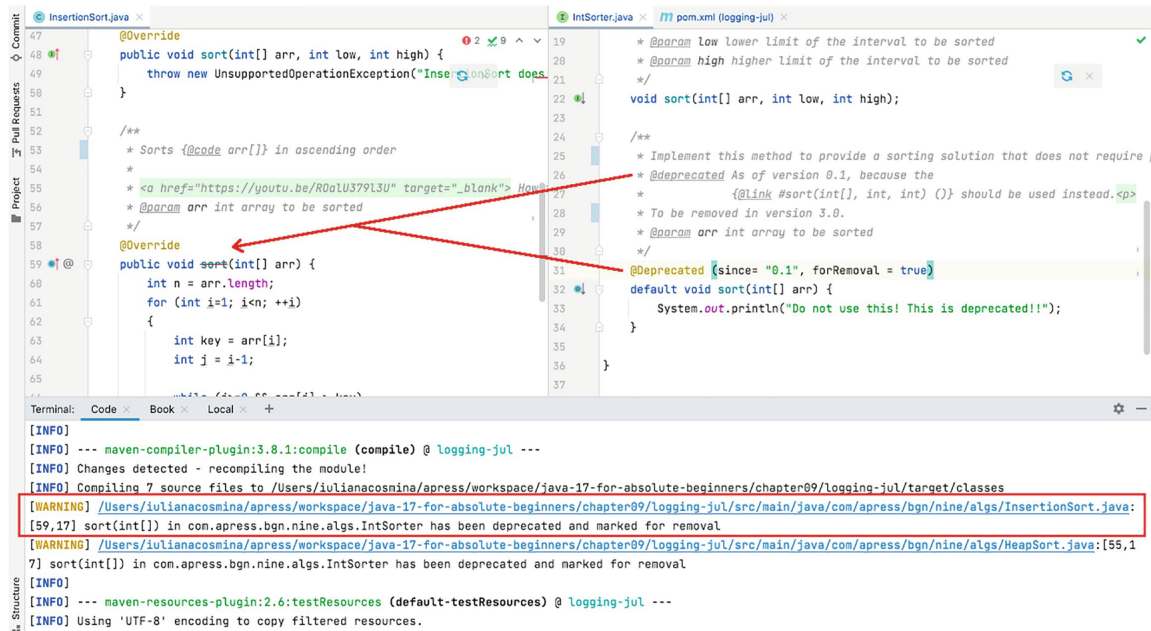 InsertionSort.java
47 @Override
48 public void sort(int[] arr, int low, int high) {
49 throw new UnsupportedOperationException("InsertionSort does
50 }
51
52 /**
53 * Sorts {@code arr[]} in ascending order
54 *
55 * <a href="https://youtu.be/ROalU379l3U" target="_blank"> How
56 * @param arr int array to be sorted
57 */
58 @Override
59 @ public void sort(int[] arr) {
60 int n = arr.length;
61 for (int i=1; i<n; ++i)
62 {
63 int key = arr[i];
64 int j = i-1;
65
2 9
IntSorter.java
pom.xml (logging-jul)
19 * @param low lower limit of the interval to be sorted
20 * @param high higher limit of the interval to be sorted
21 */
22 void sort(int[] arr, int low, int high);
23
24 /**
25 * Implement this method to provide a sorting solution that does not require
26 * @deprecated As of version 0.1, because the
27 * {@link #sort(int[], int, int) ()} should be used instead.<p>
28 * To be removed in version 3.0.
29 * @param arr int array to be sorted
30 */
31 @Deprecated (since= "0.1", forRemoval = true)
32 default void sort(int[] arr) {
33 System.out.println("Do not use this! This is deprecated!!");
34 }
35
36 }
37
Commit
Pull Requests
Project
Structure
Terminal: Code Book Local +
[INFO]
[INFO] --- maven-compiler-plugin:3.8.1:compile (compile) @ logging-jul ---
[INFO] Changes detected - recompiling the module!
[INFO] Compiling 7 source files to /Users/iulianacosmina/apress/workspace/java-17-for-absolute-beginners/chapter09/logging-jul/target/classes
[WARNING] /Users/iulianacosmina/apress/workspace/java-17-for-absolute-beginners/chapter09/logging-jul/src/main/java/com/apress/bgn/nine/algs/InsertionSort.java:
[59,17] sort(int[]) in com.apress.bgn.nine.algs.IntSorter has been deprecated and marked for removal
[WARNING] /Users/iulianacosmina/apress/workspace/java-17-for-absolute-beginners/chapter09/logging-jul/src/main/java/com/apress/bgn/nine/algs/HeapSort.java:[55,1
7] sort(int[]) in com.apress.bgn.nine.algs.IntSorter has been deprecated and marked for removal
[INFO]
[INFO] --- maven-resources-plugin:2.6:testResources (default-testResources) @ logging-jul ---
[INFO] Using 'UTF-8' encoding to copy filtered resources.